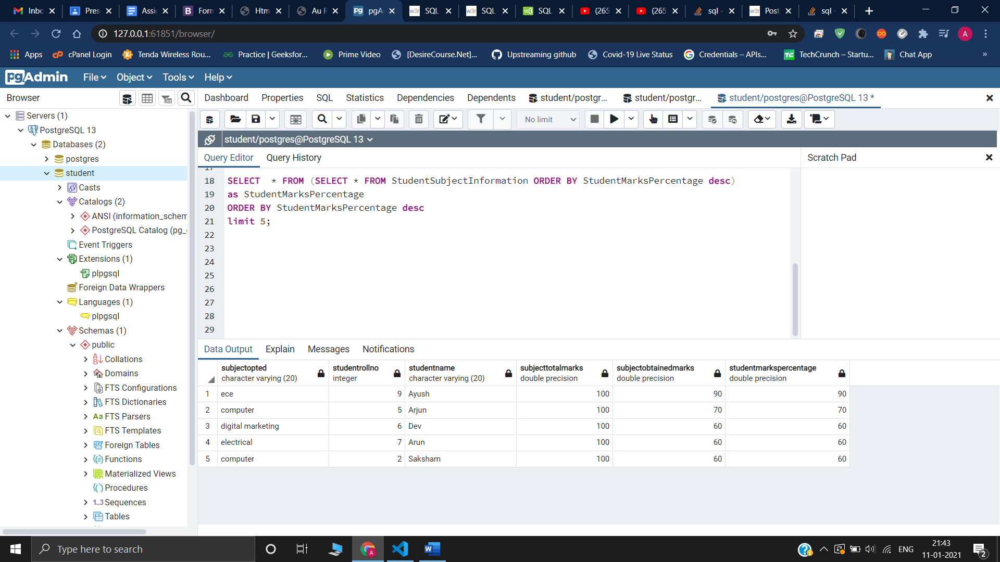 Inbo
Pres
Assi
Forr
Htm
Au R
pgA
SQL
SQL
SQL
(265
(265
sql -
Post
sql -
127.0.0.1:61851/browser/
A
Apps
cPanel Login
Tenda Wireless Rou...
Practice | Geeksfor...
Prime Video
[DesireCourse.Net]...
Upstreaming github
Covid-19 Live Status
Credentials – APIs...
TechCrunch – Startu...
Chat App
»
pgAdmin
File
Object
Tools
Help
Browser
Dashboard
Properties
SQL
Statistics
Dependencies
Dependents
student/postgr...
student/postgr...
student/postgres@PostgreSQL 13 *
No limit
student/postgres@PostgreSQL 13
Query Editor
Query History
Scratch Pad
Servers (1)
PostgreSQL 13
Databases (2)
postgres
student
Casts
Catalogs (2)
ANSI (information_schem
PostgreSQL Catalog (pg_
Event Triggers
Extensions (1)
plpgsql
Foreign Data Wrappers
Languages (1)
plpgsql
Schemas (1)
public
Collations
Domains
FTS Configurations
FTS Dictionaries
Aa FTS Parsers
FTS Templates
Foreign Tables
Functions
Materialized Views
Procedures
1..3 Sequences
Tables
17
18 SELECT  * FROM (SELECT * FROM StudentSubjectInformation ORDER BY StudentMarksPercentage desc)
19 as StudentMarksPercentage
20 ORDER BY StudentMarksPercentage desc
21 limit 5;
22
23
24
25
26
27
28
29
Data Output
Explain
Messages
Notifications
subjectopted studentrollno studentname subjecttotalmarks subjectobtainedmarks studentmarkspercentage
character varying (20) integer character varying (20) double precision double precision double precision
1 ece 9 Ayush 100 90 90
2 computer 5 Arjun 100 70 70
3 digital marketing 6 Dev 100 60 60
4 electrical 7 Arun 100 60 60
5 computer 2 Saksham 100 60 60
Type here to search
ENG
21:43
11-01-2021
2